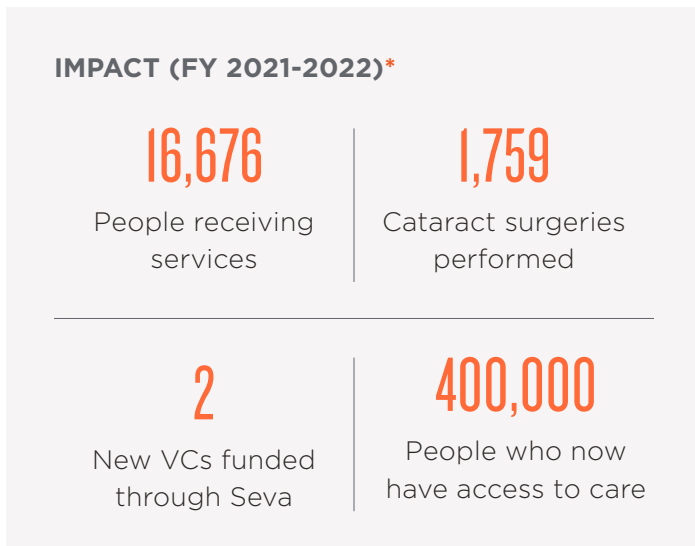 IMPACT (FY 2021-2022)*
16,676
People receiving
services
1,759
Cataract surgeries
performed
2
New VCs funded
through Seva
400,000
People who now
have access to care